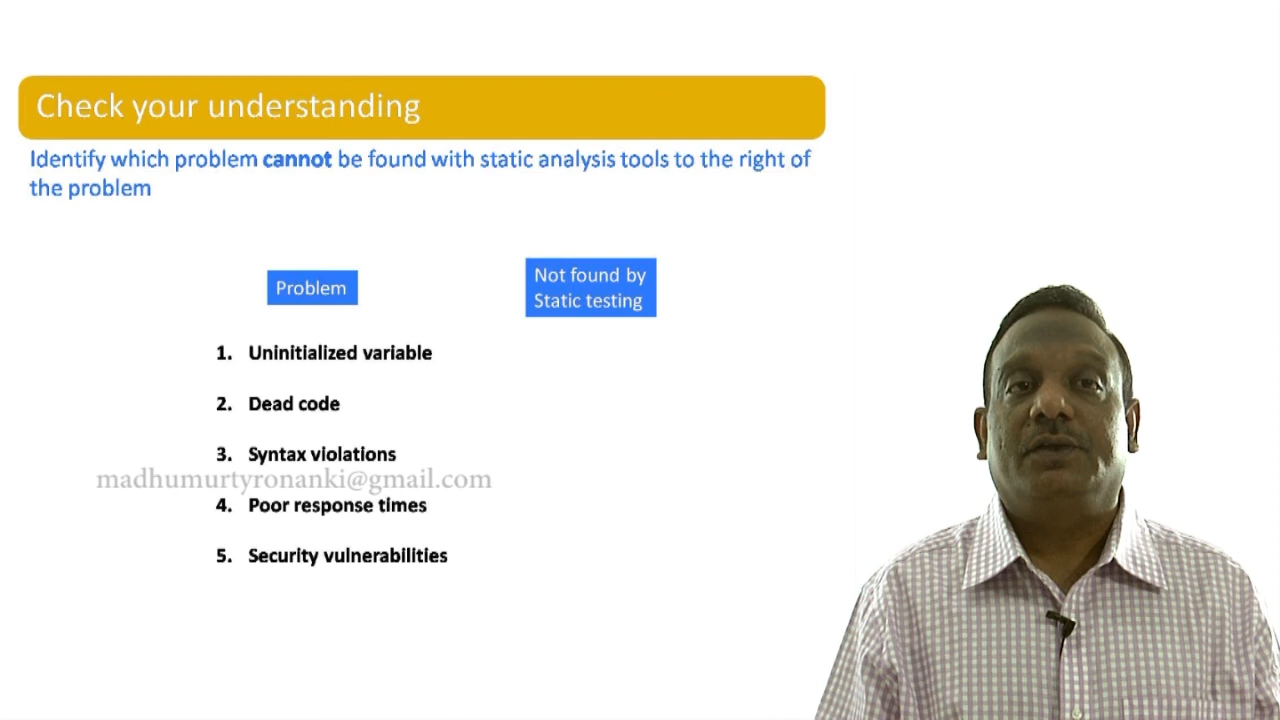 Check your understanding
Identify which problem cannot be found with static analysis tools to the right of
the problem
Problem
Not found by
Static testing
1. Uninitialized variable
2. Dead code
3. Syntax violations
madhumurtyronanki@gmail.com
4. Poor response times
5. Security vulnerabilities